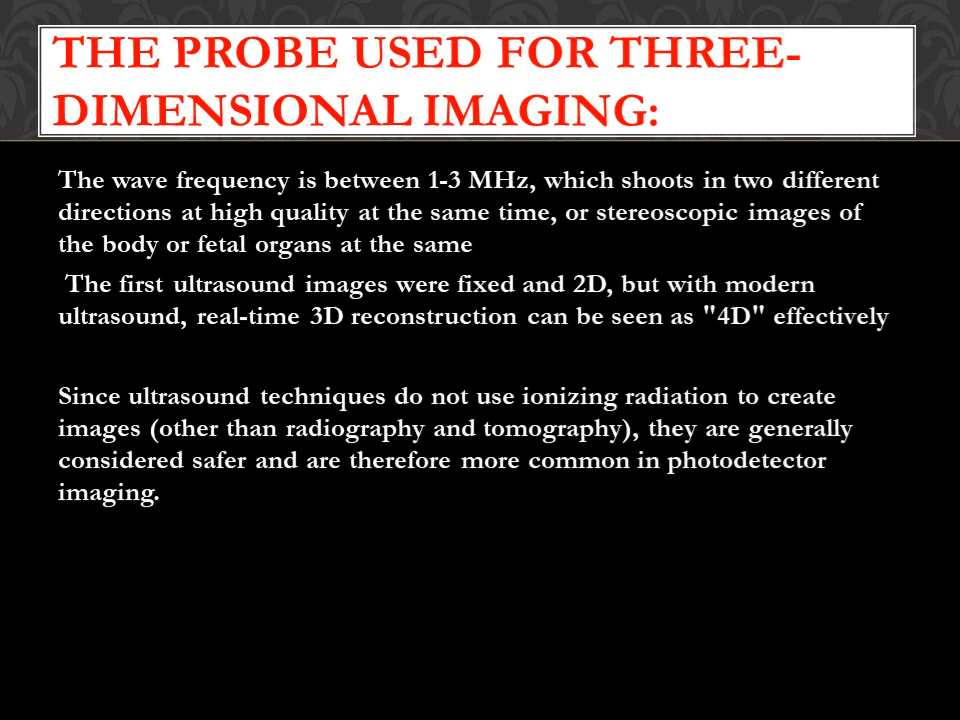 THE PROBE USED FOR THREE-
DIMENSIONAL IMAGING:
The wave frequency is between 1-3 MHz, which shoots in two different
directions at high quality at the same time, or stereoscopic images of
the body or fetal organs at the same
The first ultrasound images were fixed and 2D, but with modern
ultrasound, real-time 3D reconstruction can be seen as "4D" effectively
Since ultrasound techniques do not use ionizing radiation to create
images (other than radiography and tomography), they are generally
considered safer and are therefore more common in photodetector
imaging.